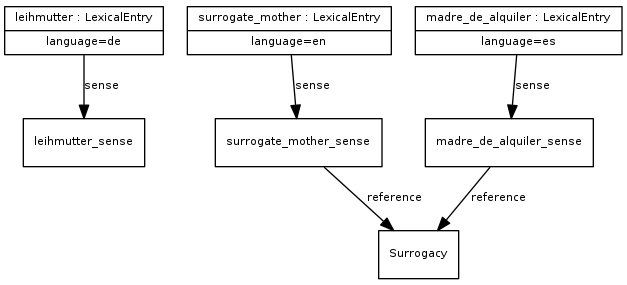 leihmutter : LexicalEntry
surrogate_mother : LexicalEntry
madre_de_alquiler : LexicalEntry
language=de
language=en
language=es
sense
sense
sense
leihmutter_sense
surrogate_mother_sense
madre_de_alquiler_sense
reference
reference
Surrogacy